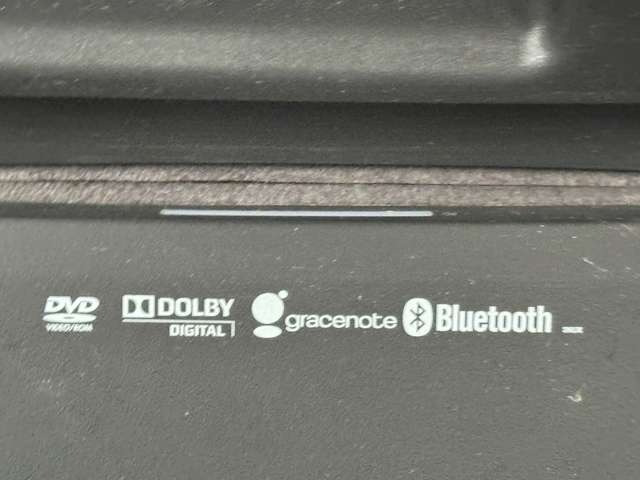 DVD
VIDEO/ROM
DOLBY
DIGITAL
gracenote
Bluetooth